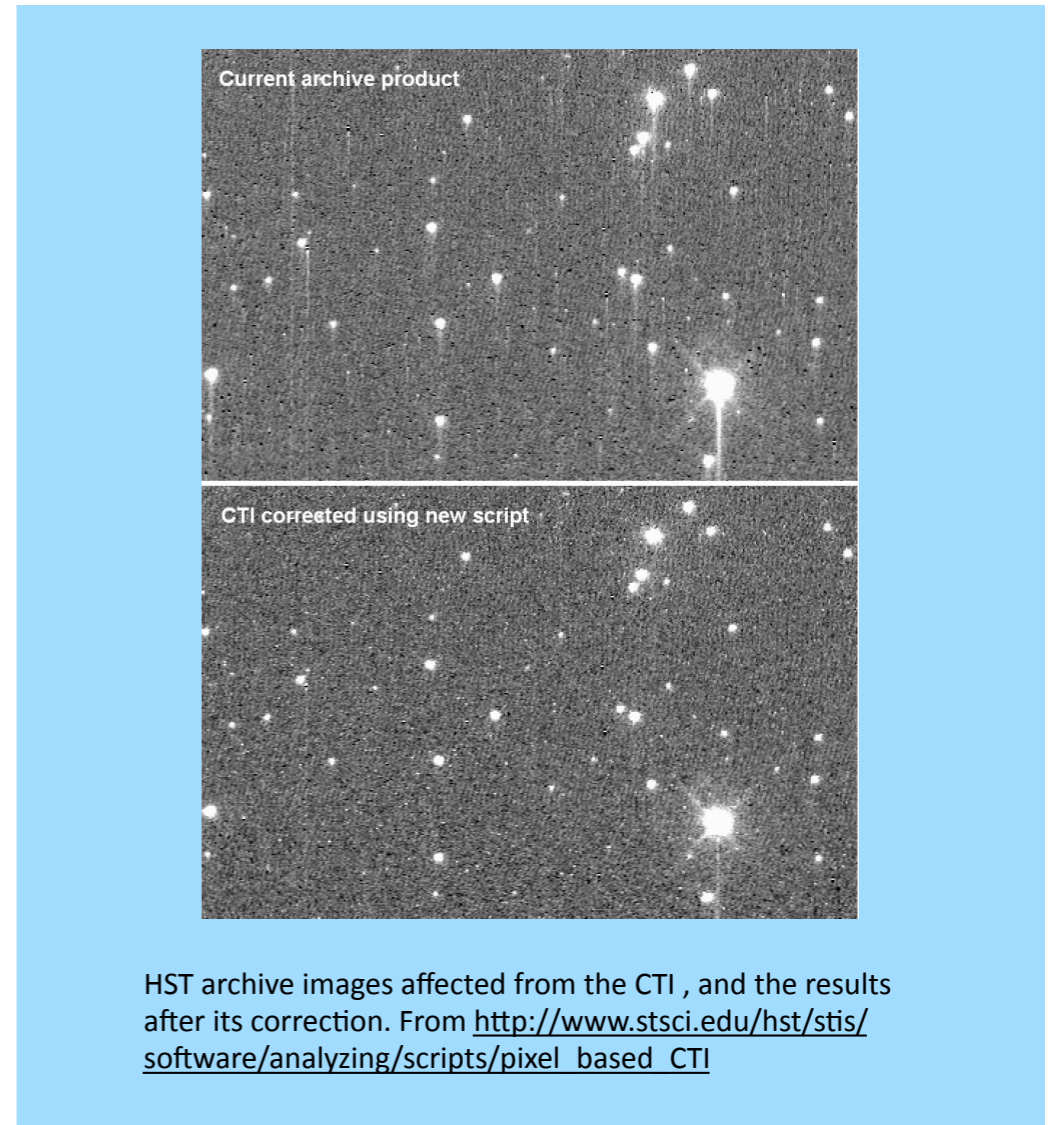 Current archive product
CTI corrected using new script
HST archive images affected from the CTI , and the results
after its correction. From http://www.stsci.edu/hst/stis/
software/analyzing/scripts/pixel_based_CTI